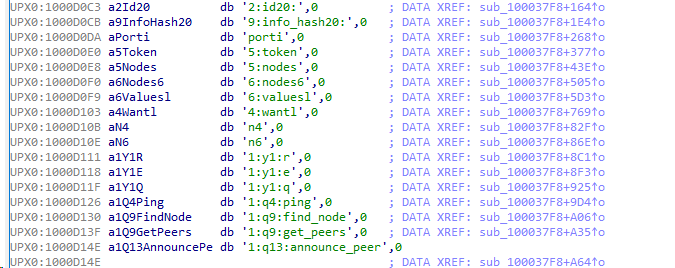 UPX0:1000D0C3 a2Id20 db '2:id20:',0 ; DATA XREF: sub_100037F8+164↑o
UPX0:1000D0CB a9InfoHash20 db '9:info_hash20:',0 ; DATA XREF: sub_100037F8+1E4↑o
UPX0:1000D0DA aPorti db 'porti',0 ; DATA XREF: sub_100037F8+268↑o
UPX0:1000D0E0 a5Token db '5:token',0 ; DATA XREF: sub_100037F8+377↑o
UPX0:1000D0E8 a5Nodes db '5:nodes',0 ; DATA XREF: sub_100037F8+43E↑o
UPX0:1000D0F0 a6Nodes6 db '6:nodes6',0 ; DATA XREF: sub_100037F8+505↑o
UPX0:1000D0F9 a6Valuesl db '6:valuesl',0 ; DATA XREF: sub_100037F8+5D3↑o
UPX0:1000D103 a4Wantl db '4:wantl',0 ; DATA XREF: sub_100037F8+769↑o
UPX0:1000D10B aN4 db 'n4',0 ; DATA XREF: sub_100037F8+82F↑o
UPX0:1000D10E aN6 db 'n6',0 ; DATA XREF: sub_100037F8+86E↑o
UPX0:1000D111 a1Y1R db '1:y1:r',0 ; DATA XREF: sub_100037F8+8C1↑o
UPX0:1000D118 a1Y1E db '1:y1:e',0 ; DATA XREF: sub_100037F8+8F3↑o
UPX0:1000D11F a1Y1Q db '1:y1:q',0 ; DATA XREF: sub_100037F8+925↑o
UPX0:1000D126 a1Q4Ping db '1:q4:ping',0 ; DATA XREF: sub_100037F8+9D4↑o
UPX0:1000D130 a1Q9FindNode db '1:q9:find_node',0 ; DATA XREF: sub_100037F8+A06↑o
UPX0:1000D13F a1Q9GetPeers db '1:q9:get_peers',0 ; DATA XREF: sub_100037F8+A35↑o
UPX0:1000D14E a1Q13AnnouncePe db '1:q13:announce_peer',0
UPX0:1000D14E ; DATA XREF: sub_100037F8+A64↑o